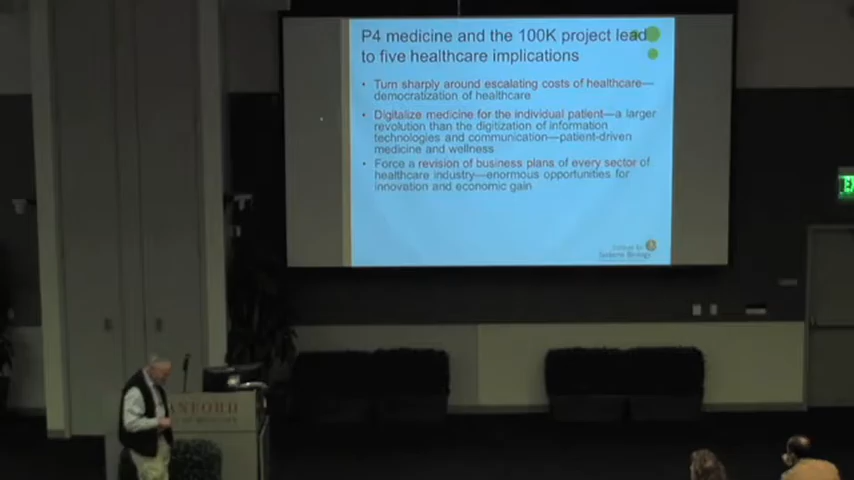 P4 medicine and the 100K project lead
to five healthcare implications
• Turn sharply around escalating costs of healthcare—
democratization of healthcare
• Digitalize medicine for the individual patient—a larger
revolution than the digitization of information
technologies and communication—patient-driven
medicine and wellness
• Force a revision of business plans of every sector of
healthcare industry—enormous opportunities for
innovation and economic gain
Systems Biology
ANFORD